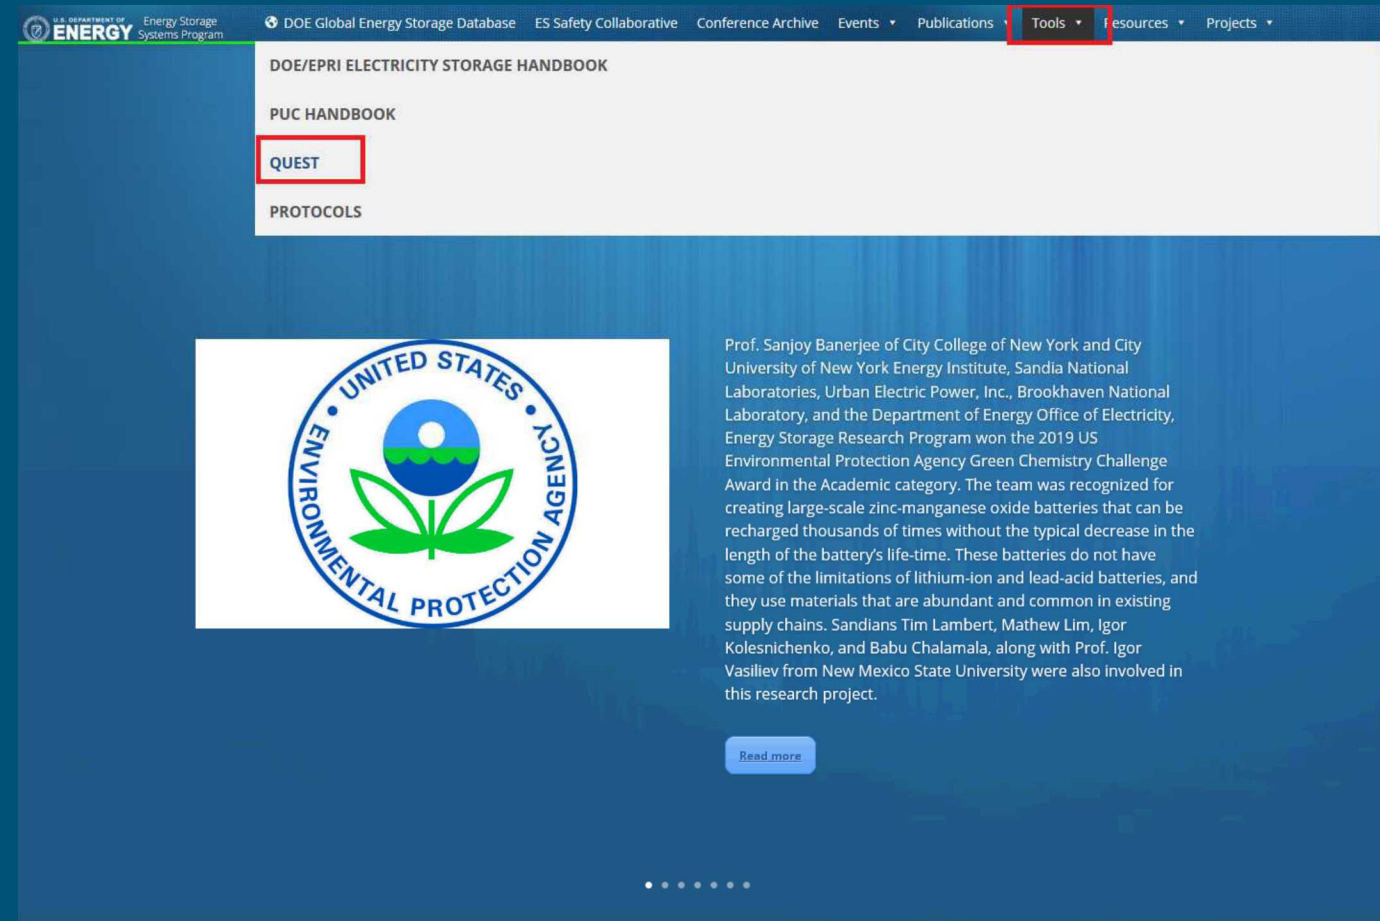 U.S. DEPARTMENT OF
ENERGY
Energy Storage
Systems Program
DOE Global Energy Storage Database ES Safety Collaborative Conference Archive Events Publications Tools Resources Projects
DOE/EPRI ELECTRICITY STORAGE HANDBOOK
PUC HANDBOOK
QUEST
PROTOCOLS
UNITED STATES
ENVIRONMENTAL PROTECTION AGENCY
Prof. Sanjoy Banerjee of City College of New York and City
University of New York Energy Institute, Sandia National
Laboratories, Urban Electric Power, Inc., Brookhaven National
Laboratory, and the Department of Energy Office of Electricity,
Energy Storage Research Program won the 2019 US
Environmental Protection Agency Green Chemistry Challenge
Award in the Academic category. The team was recognized for
creating large-scale zinc-manganese oxide batteries that can be
recharged thousands of times without the typical decrease in the
length of the battery's life-time. These batteries do not have
some of the limitations of lithium-ion and lead-acid batteries, and
they use materials that are abundant and common in existing
supply chains. Sandians Tim Lambert, Mathew Lim, Igor
Kolesnichenko, and Babu Chalamala, along with Prof. Igor
Vasiliev from New Mexico State University were also involved in
this research project.
Read more